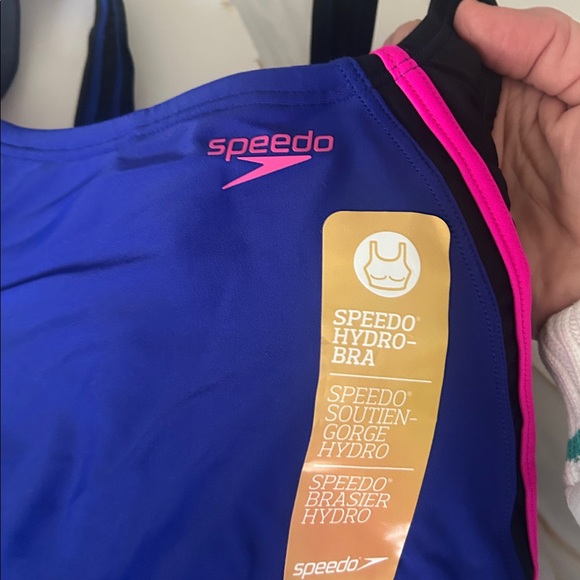 speedo
SPEEDO®
HYDRO-
BRA®
SPEEDO®
SOUTIEN-
GORGE
HYDRO
SPEEDO®
BRASIER
HYDRO
speedo